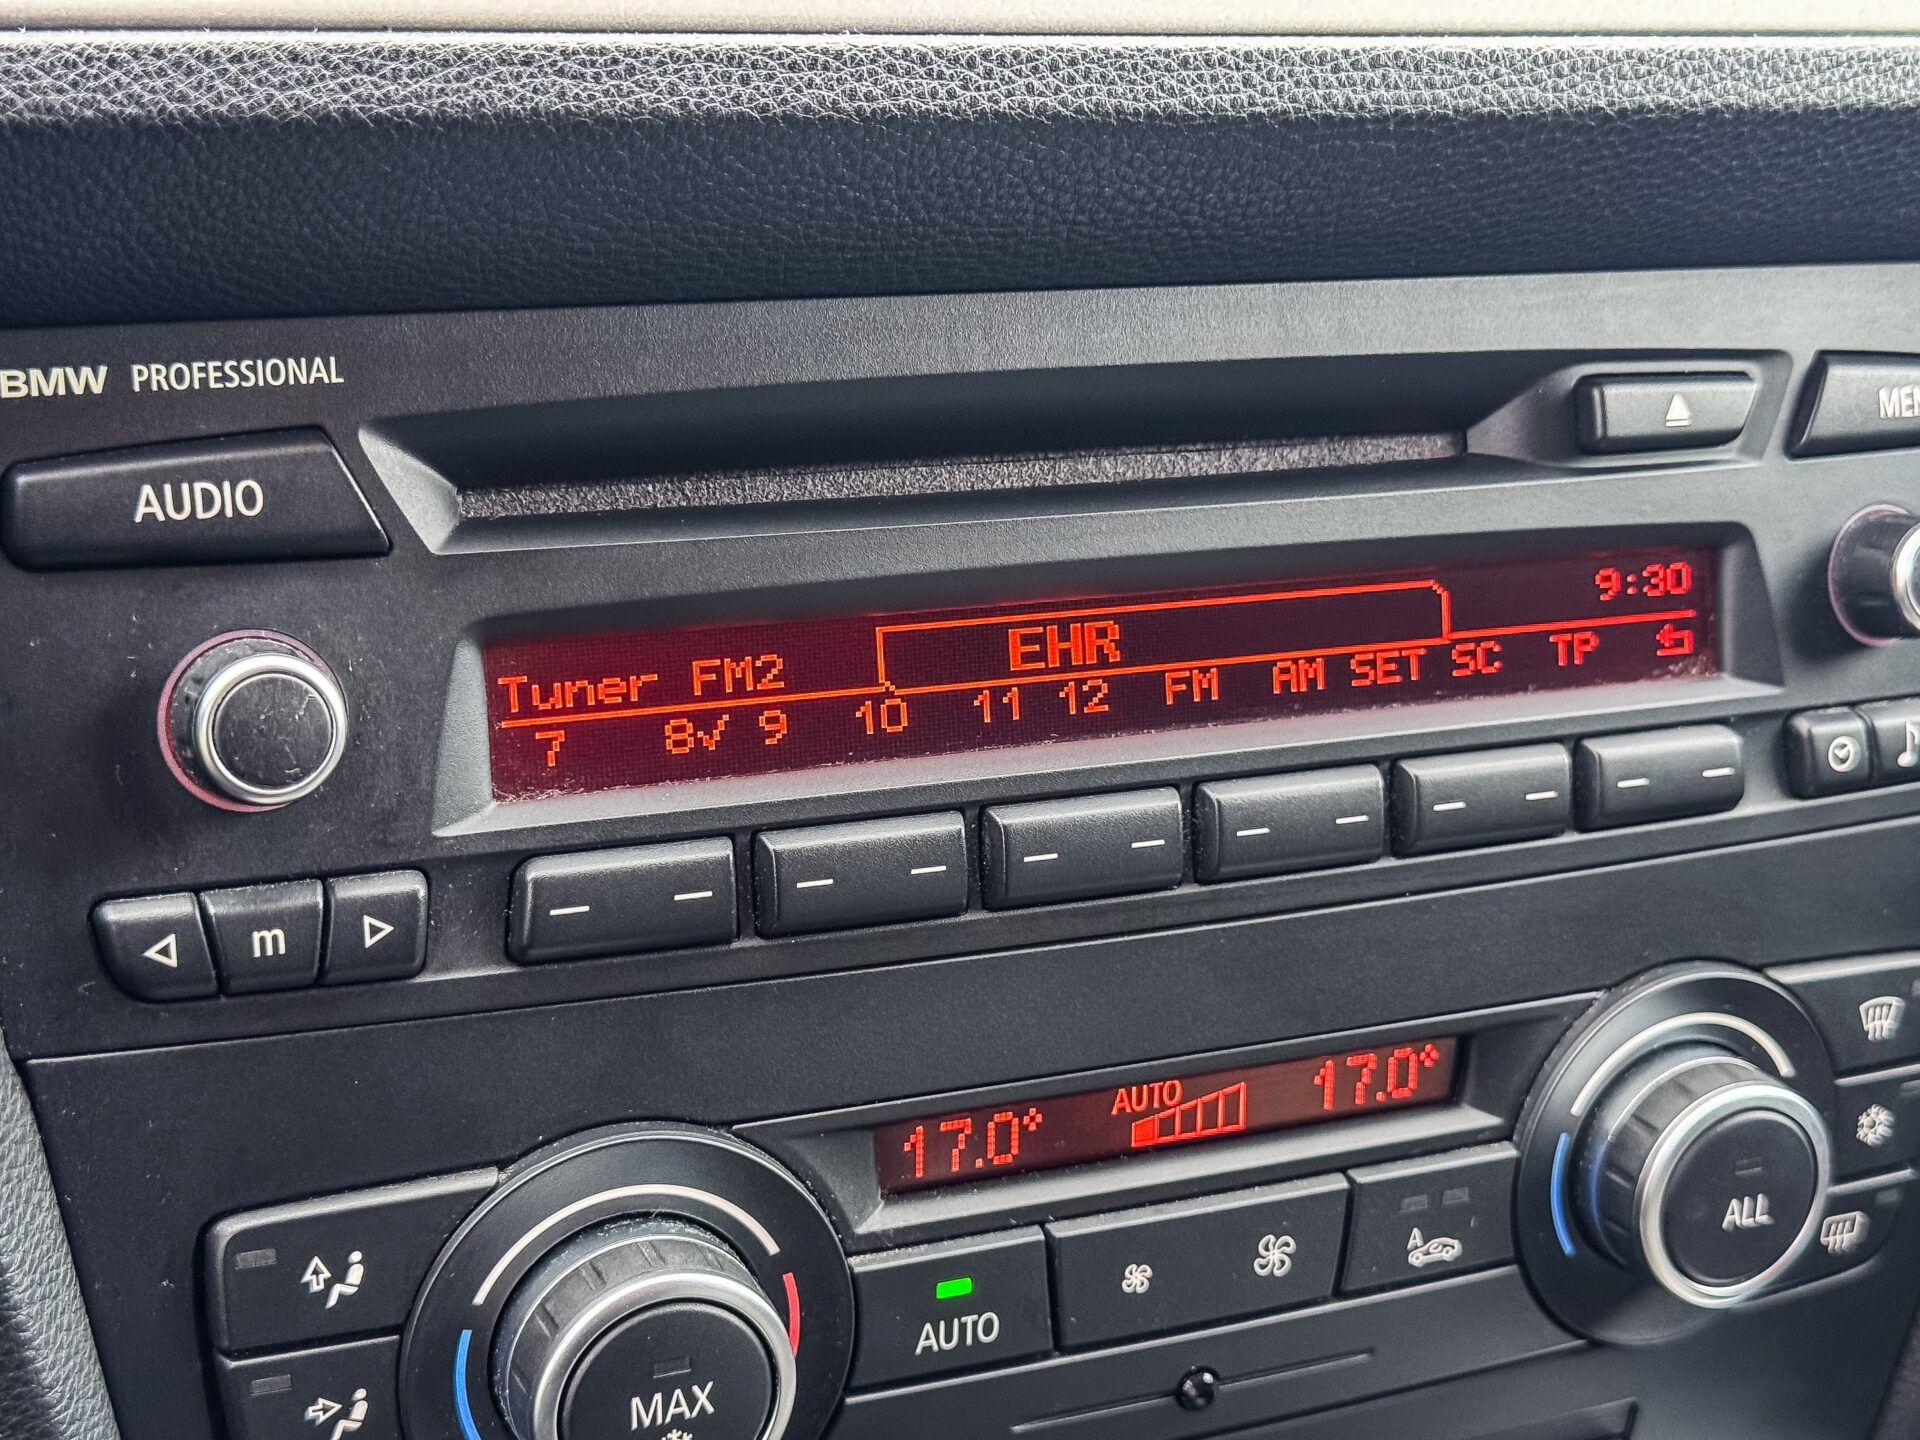 BMW PROFESSIONAL
AUDIO
9:30
Tuner FM2 EHR
7 8✓ 9 10 11 12 FM AM SET SC TP
m
17.0° AUTO 17.0°
AUTO
A
MAX
ALL